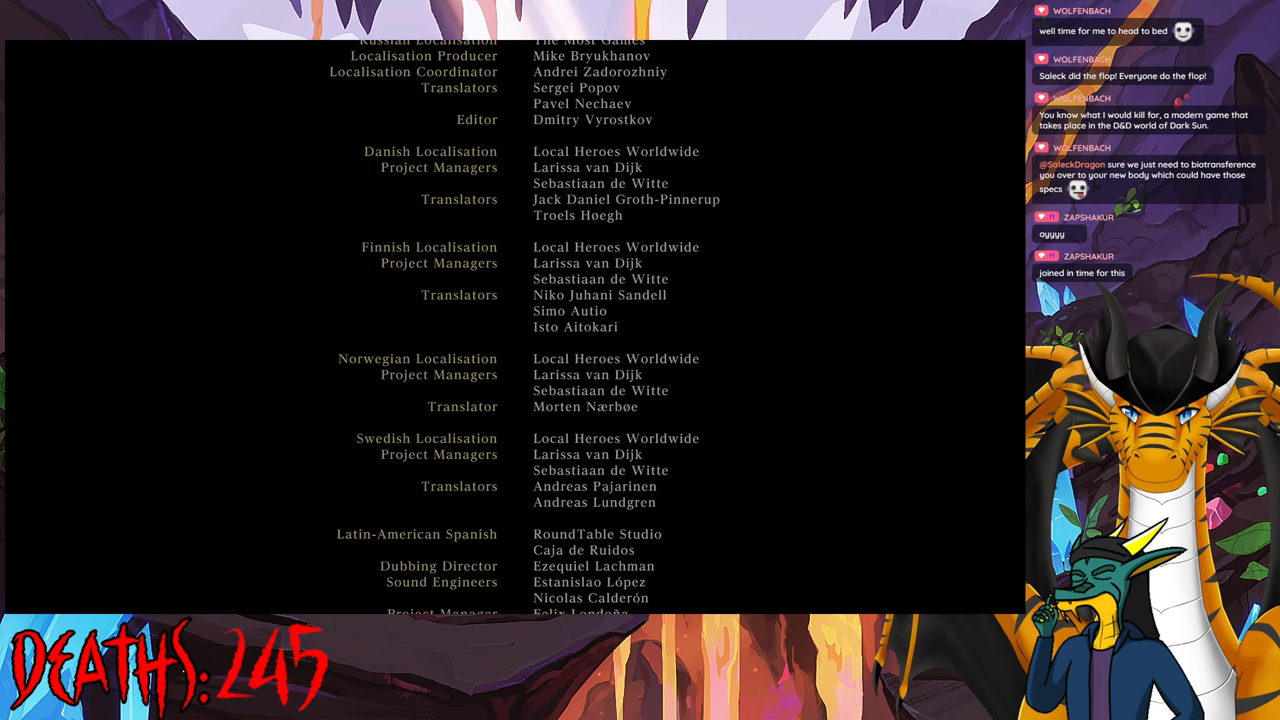 Russian Localisation The Most Games
Localisation Producer Mike Bryukhanov
Localisation Coordinator Andrei Zadorozhniy
Translators Sergei Popov
Pavel Nechaev
Editor Dmitry Vyrostkov
Danish Localisation Local Heroes Worldwide
Project Managers Larissa van Dijk
Sebastiaan de Witte
Translators Jack Daniel Groth-Pinnerup
Troels Høegh
Finnish Localisation Local Heroes Worldwide
Project Managers Larissa van Dijk
Sebastiaan de Witte
Translators Niko Juhani Sandell
Simo Autio
Isto Aitokari
Norwegian Localisation Local Heroes Worldwide
Project Managers Larissa van Dijk
Sebastiaan de Witte
Translator Morten Nærbøe
Swedish Localisation Local Heroes Worldwide
Project Managers Larissa van Dijk
Sebastiaan de Witte
Translators Andreas Pajarinen
Andreas Lundgren
Latin-American Spanish RoundTable Studio
Caja de Ruidos
Dubbing Director Ezequiel Lachman
Sound Engineers Estanislao López
Nicolas Calderón
Project Manager Felix Londoño
WOLFENBACH
well time for me to head to bed
WOLFENBACH
Saleck did the flop! Everyone do the flop!
WOLFENBACH
You know what I would kill for, a modern game that
takes place in the D&D world of Dark Sun.
WOLFENBACH
@SaleckDragon sure we just need to biotransference
you over to your new body which could have those
specs
ZAPSHAKUR
ayyyy
ZAPSHAKUR
joined in time for this
DEATHS: 245